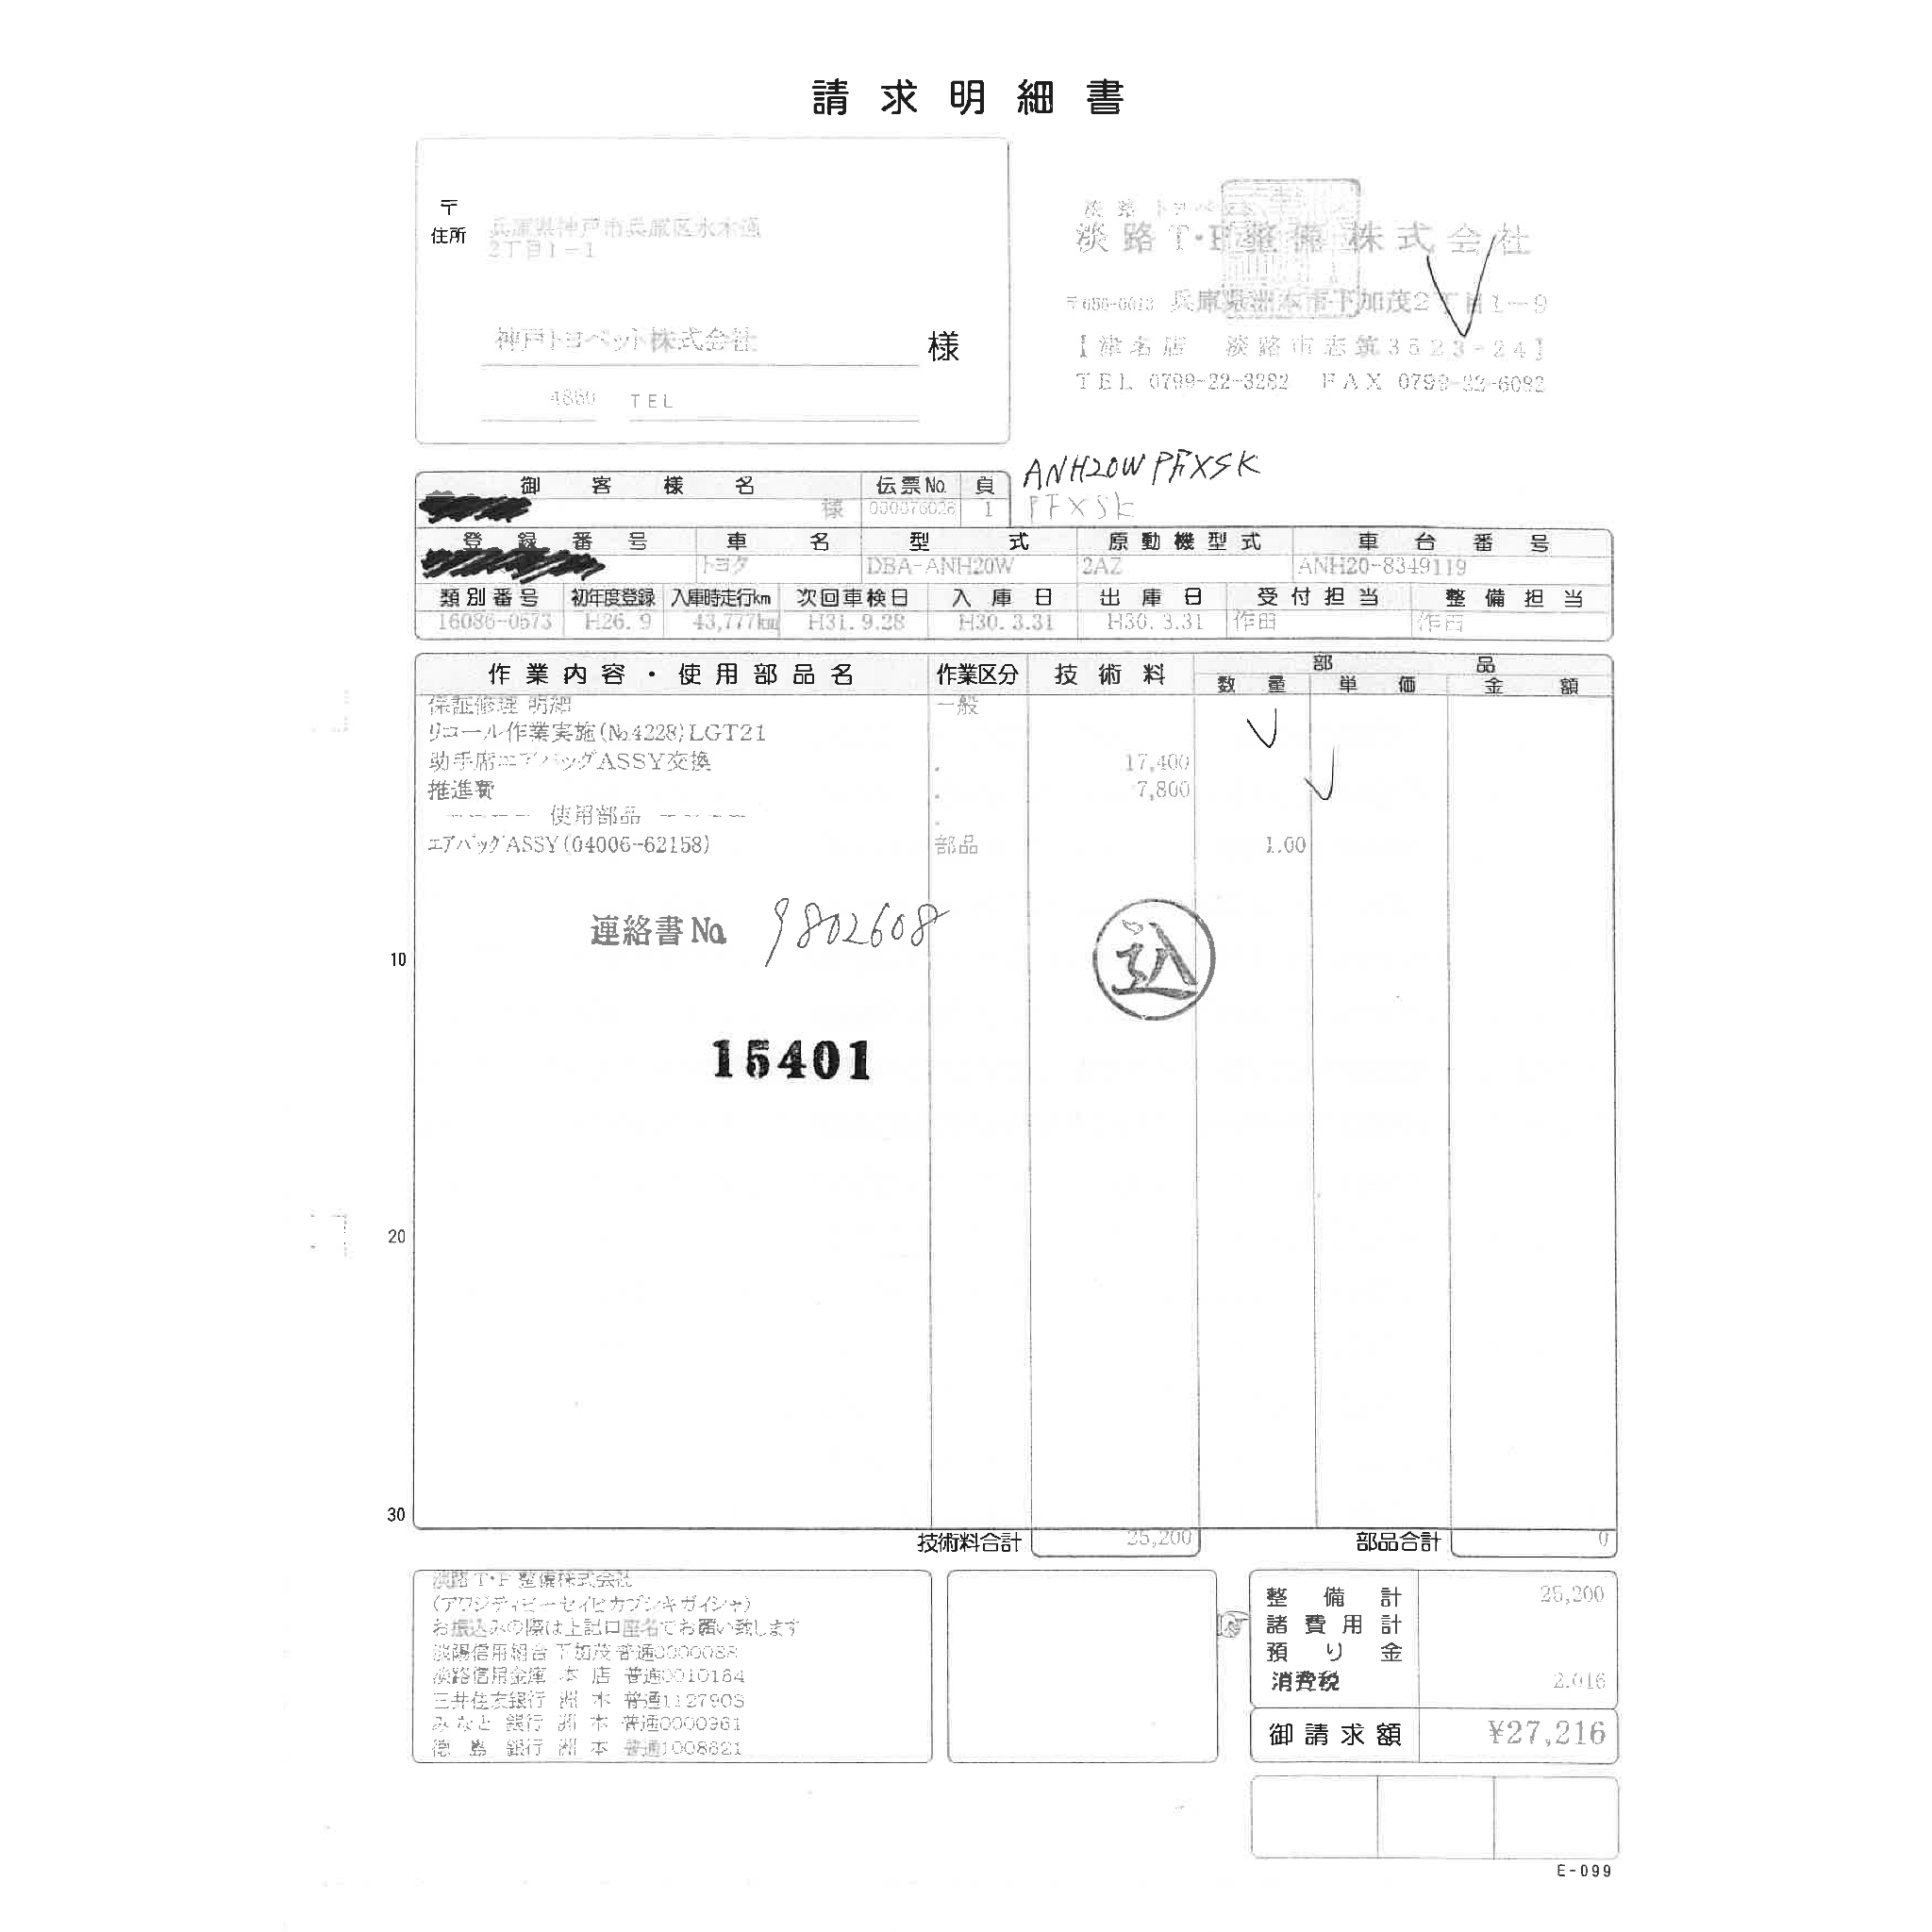 請求明細書
〒
住所
兵庫県神戸市兵庫区水木通
2丁目1-1
神戸トヨペット株式会社 様
4850 TEL
淡路トヨペット
淡路T・P整備株式会社
〒656-0013 兵庫県洲本市下加茂2丁目1-9
【津名店 淡路市志筑3523-24】
TEL 0799-22-3282 FAX 0799-22-6092
ANH20W PFXSK
PFXSK
御客様名 伝票No. 頁
様 000076028 1
登録番号 車名 型式 原動機型式 車台番号
トヨタ DBA-ANH20W 2AZ ANH20-8349119
類別番号 初年度登録 入庫時走行km 次回車検日 入庫日 出庫日 受付担当 整備担当
16086-0573 H26. 9 43,777km H31. 9.28 H30. 3.31 H30. 3.31 作田 作田
作業内容・使用部品名 作業区分 技術料 部品
数量 単価 金額
保証修理 明細 一般
リコール作業実施(No.4228)LGT21
助手席エアバッグASSY交換 17,400
推進費 7,800
使用部品
エアバッグASSY(04006-62158) 部品 1.00
連絡書No. 9802608
込
10
15401
20
30
技術料合計 25,200 部品合計 0
淡路T・P整備株式会社
(アワジティピーセイビカブシキガイシャ)
お振込みの際は上記口座名でお願い致します
淡陽信用組合 下加茂 普通0000088
淡路信用金庫 本店 普通0010164
三井住友銀行 洲本 普通1127903
みなと銀行 洲本 普通0000961
徳島銀行 洲本 普通1008621
整備計 25,200
諸費用計
預り金
消費税 2,016
御請求額 ¥27,216
E-099